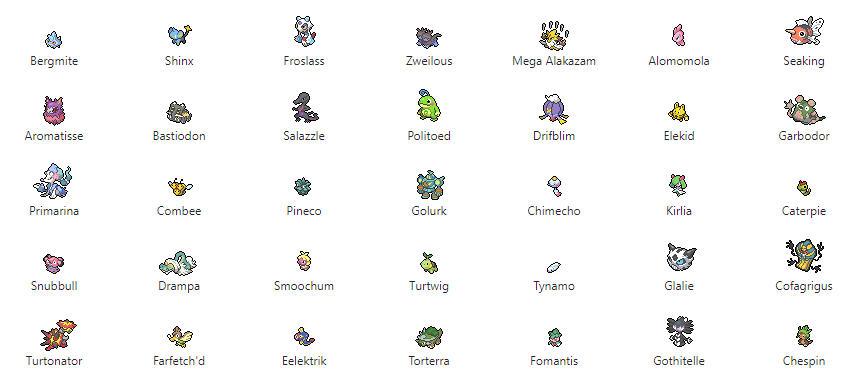 Bergmite Shinx Froslass Zweilous Mega Alakazam Alomomola Seaking
Aromatisse Bastiodon Salazzle Politoed Drifblim Elekid Garbodor
Primarina Combee Pineco Golurk Chimecho Kirlia Caterpie
Snubbull Drampa Smoochum Turtwig Tynamo Glalie Cofagrigus
Turtonator Farfetch'd Eelektrik Torterra Fomantis Gothitelle Chespin